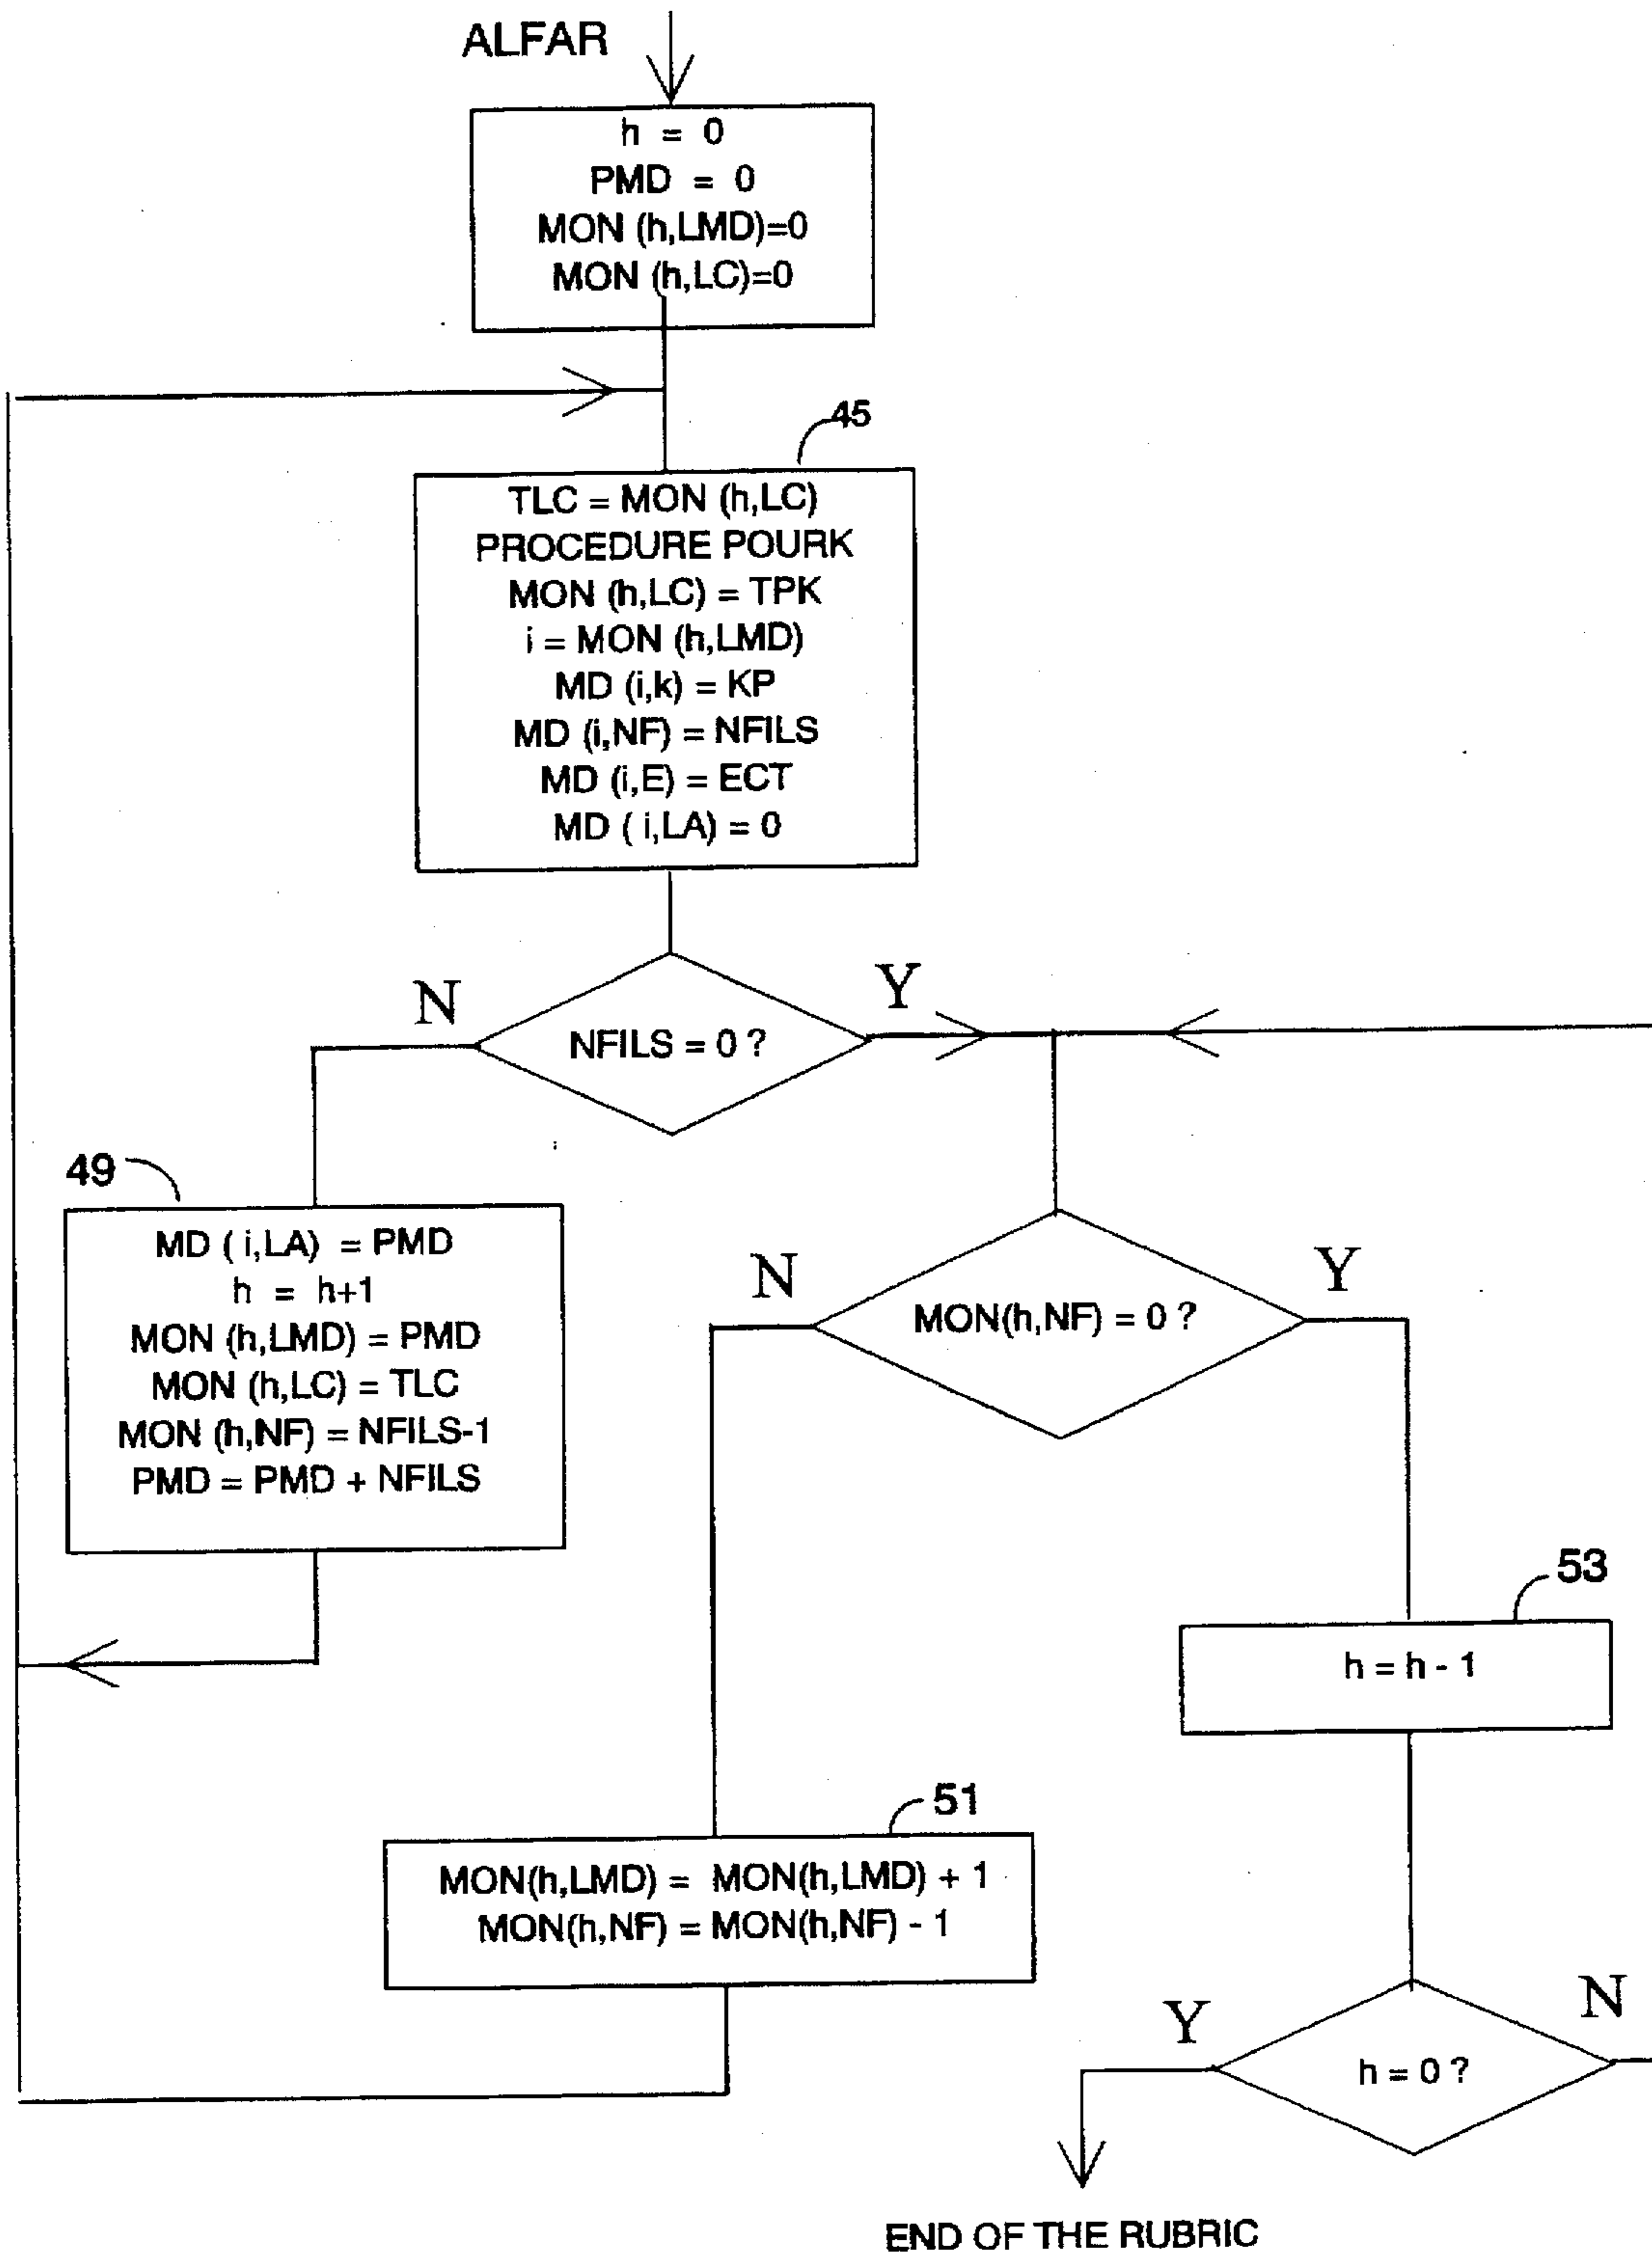 ALFAR
h = 0
PMD = 0
MON (h,LMD)=0
MON (h,LC)=0
45
TLC = MON (h,LC)
PROCEDURE POURK
MON (h,LC) = TPK
i = MON (h,LMD)
MD (i,k) = KP
MD (i,NF) = NFILS
MD (i,E) = ECT
MD ( i,LA) = 0
N
NFILS = 0 ?
Y
49
MD ( i,LA) = PMD
h = h+1
MON (h,LMD) = PMD
MON (h,LC) = TLC
MON (h,NF) = NFILS-1
PMD = PMD + NFILS
N
MON(h,NF) = 0 ?
Y
53
h = h - 1
51
MON(h,LMD) = MON(h,LMD) + 1
MON(h,NF) = MON(h,NF) - 1
Y
h = 0 ?
N
END OF THE RUBRIC